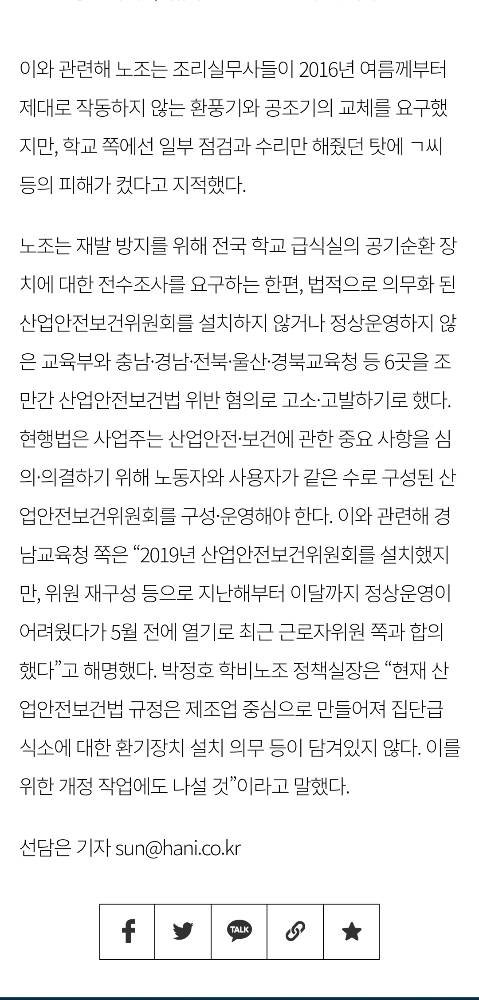 이와 관련해 노조는 조리실무사들이 2016년 여름께부터
제대로 작동하지 않는 환풍기와 공조기의 교체를 요구했
지만, 학교 쪽에선 일부 점검과 수리만 해줬던 탓에 ㄱ씨
등의 피해가 컸다고 지적했다.
노조는 재발 방지를 위해 전국 학교 급식실의 공기순환 장
치에 대한 전수조사를 요구하는 한편, 법적으로 의무화 된
산업안전보건위원회를 설치하지 않거나 정상운영하지 않
은 교육부와 충남·경남·전북·울산·경북교육청 등 6곳을 조
만간 산업안전보건법 위반 혐의로 고소·고발하기로 했다.
현행법은 사업주는 산업안전·보건에 관한 중요 사항을 심
의·의결하기 위해 노동자와 사용자가 같은 수로 구성된 산
업안전보건위원회를 구성·운영해야 한다. 이와 관련해 경
남교육청 쪽은 “2019년 산업안전보건위원회를 설치했지
만, 위원 재구성 등으로 지난해부터 이달까지 정상운영이
어려웠다가 5월 전에 열기로 최근 근로자위원 쪽과 합의
했다”고 해명했다. 박정호 학비노조 정책실장은 “현재 산
업안전보건법 규정은 제조업 중심으로 만들어져 집단급
식소에 대한 환기장치 설치 의무 등이 담겨있지 않다. 이를
위한 개정 작업에도 나설 것”이라고 말했다.
선담은 기자 sun@hani.co.kr
TALK